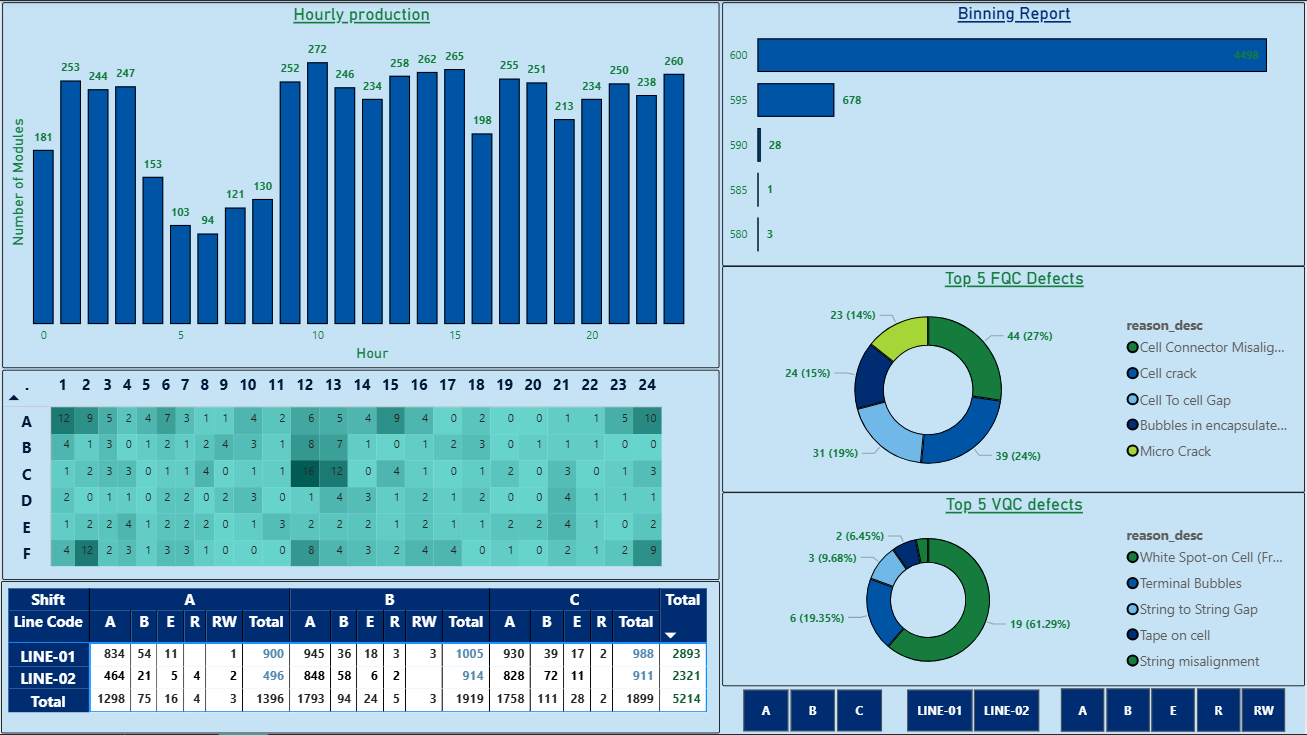 Hourly production
272
253 244 247 252 246 234 258 262 265 255 251 234 250 238 260
181 153 103 94 121 130 198 213
Number of Modules
0 5 10 15 20
Hour
. 1 2 3 4 5 6 7 8 9 10 11 12 13 14 15 16 17 18 19 20 21 22 23 24
A 12 9 5 2 4 7 3 1 1 4 2 6 5 4 9 4 0 2 0 0 1 1 5 10
B 4 1 3 0 1 2 1 2 4 3 1 8 7 1 0 1 2 3 0 1 1 1 0 0
C 1 2 3 3 0 1 1 4 0 1 1 16 12 0 4 1 0 1 2 0 3 0 1 3
D 2 0 1 1 0 2 2 0 2 3 0 1 4 3 1 2 1 1 0 0 4 1 1 1
E 1 2 2 4 1 2 2 2 0 1 3 2 2 2 1 2 1 1 2 2 4 1 0 2
F 4 12 2 3 1 3 3 1 0 0 0 8 4 3 2 4 4 0 1 0 2 1 2 9
Shift A B C Total
Line Code A B E R RW Total A B E R RW Total A B E R Total
LINE-01 834 54 11 1 900 945 36 18 3 3 1005 930 39 17 2 988 2893
LINE-02 464 21 5 4 2 496 848 58 6 2 914 828 72 11 911 2321
Total 1298 75 16 4 3 1396 1793 94 24 5 3 1919 1758 111 28 2 1899 5214
Binning Report
600 4498
595 678
590 28
585 1
580 3
Top 5 FQC Defects
23 (14%)
44 (27%)
24 (15%)
31 (19%)
39 (24%)
reason_desc
Cell Connector Misalig...
Cell crack
Cell To cell Gap
Bubbles in encapsulate...
Micro Crack
Top 5 VQC defects
2 (6.45%)
3 (9.68%)
6 (19.35%)
19 (61.29%)
reason_desc
White Spot-on Cell (Fr...
Terminal Bubbles
String to String Gap
Tape on cell
String misalignment
A B C LINE-01 LINE-02 A B E R RW